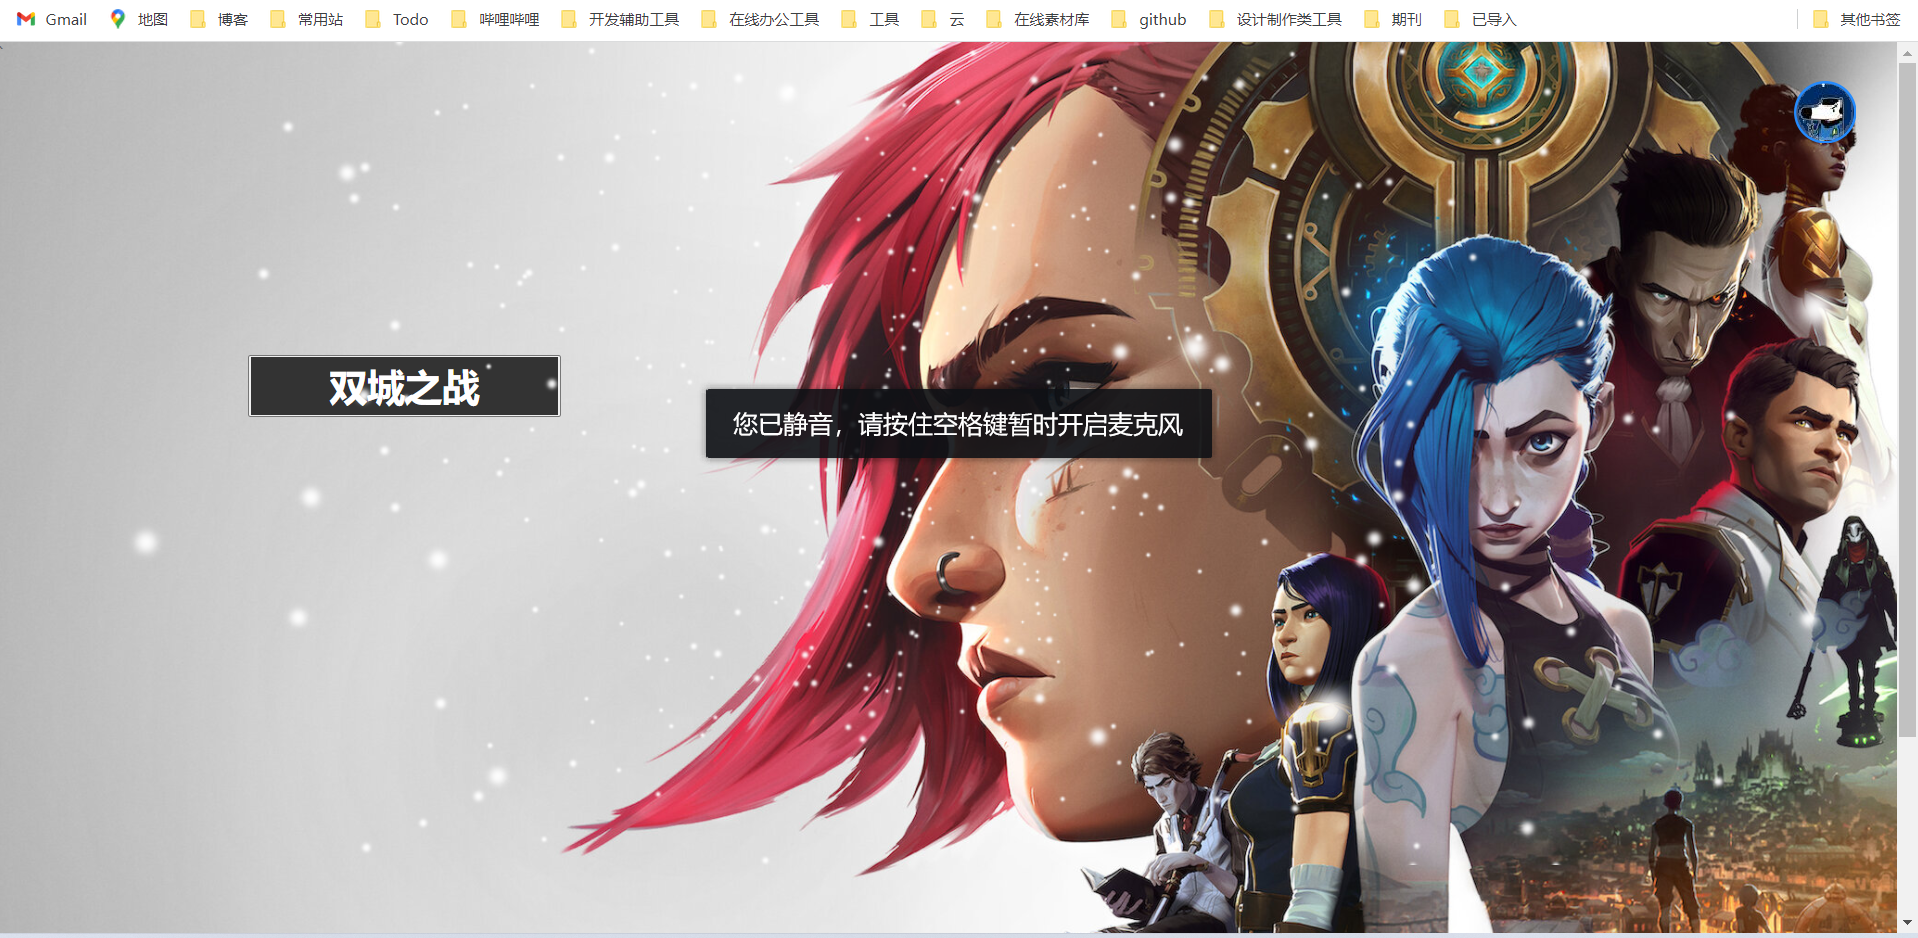 Gmail 地图 博客 常用站 Todo 哔哩哔哩 开发辅助工具 在线办公工具 工具 云 在线素材库 github 设计制作类工具 期刊 已导入 其他书签
双城之战
您已静音，请按住空格键暂时开启麦克风